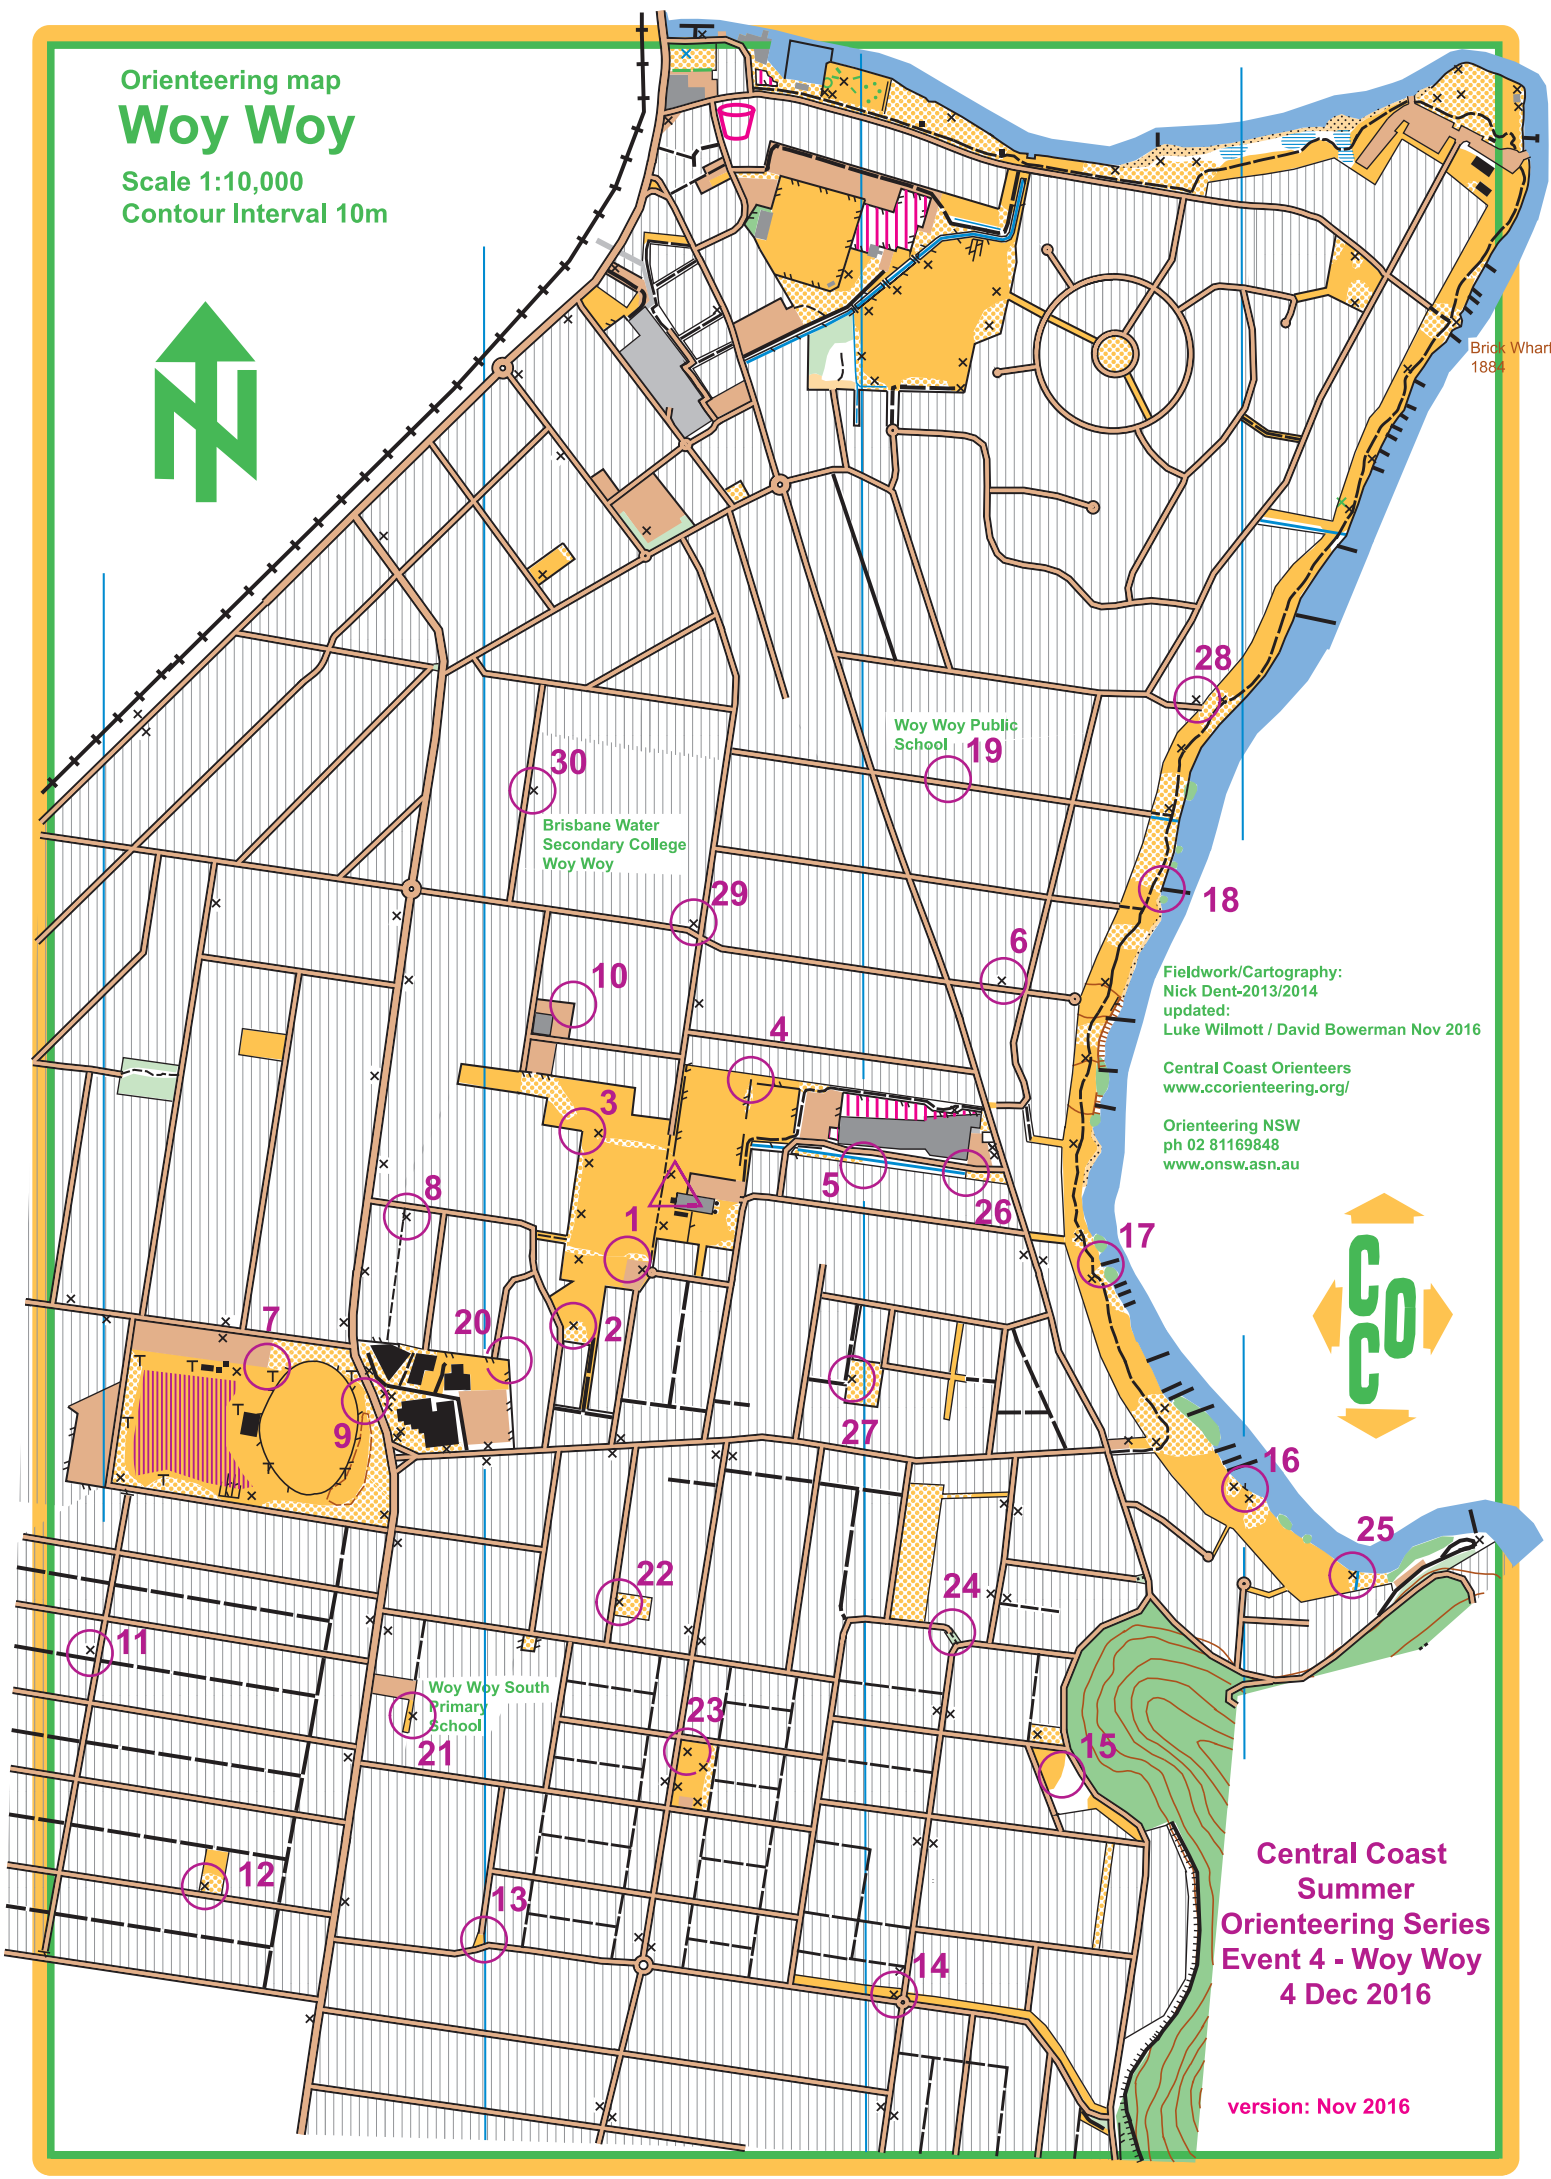 Orienteering map
Woy Woy
Scale 1:10,000
Contour Interval 10m
N
Brick Wharf
1884
28
Woy Woy Public
School
19
30
Brisbane Water
Secondary College
Woy Woy
29
18
6
10
Fieldwork/Cartography:
Nick Dent-2013/2014
updated:
Luke Wilmott / David Bowerman Nov 2016
4
Central Coast Orienteers
www.ccorienteering.org/
3
Orienteering NSW
ph 02 81169848
www.onsw.asn.au
5
8
26
1
17
COC
7
20
2
9
27
16
25
22
24
11
Woy Woy South
Primary
School
21
23
15
12
13
14
Central Coast
Summer
Orienteering Series
Event 4 - Woy Woy
4 Dec 2016
version: Nov 2016